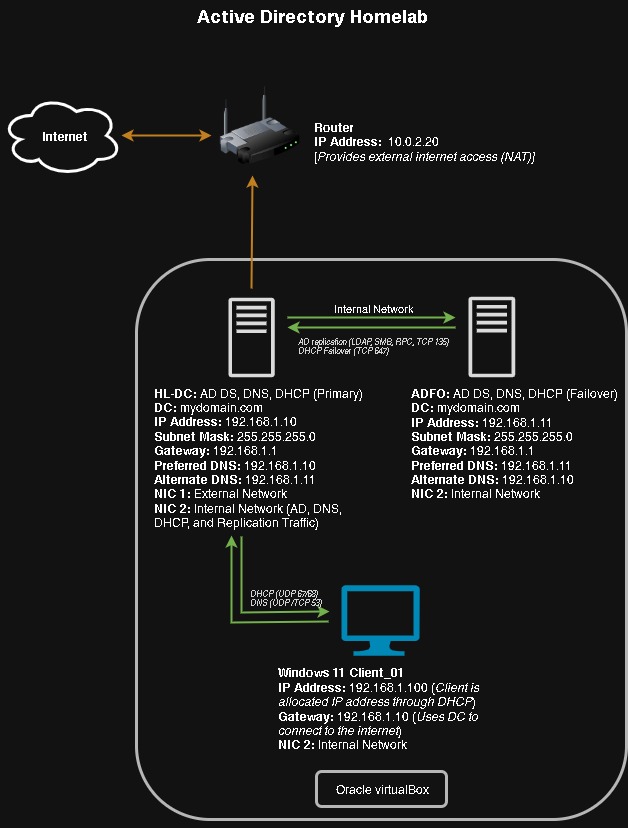 Active Directory Homelab
Internet
Router
IP Address: 10.0.2.20
[Provides external internet access (NAT)]
Internal Network
AD replication (LDAP, SMB, RPC, TCP 135)
DHCP Failover (TCP 647)
HL-DC: AD DS, DNS, DHCP (Primary)
DC: mydomain.com
IP Address: 192.168.1.10
Subnet Mask: 255.255.255.0
Gateway: 192.168.1.1
Preferred DNS: 192.168.1.10
Alternate DNS: 192.168.1.11
NIC 1: External Network
NIC 2: Internal Network (AD, DNS,
DHCP, and Replication Traffic)
ADFO: AD DS, DNS, DHCP (Failover)
DC: mydomain.com
IP Address: 192.168.1.11
Subnet Mask: 255.255.255.0
Gateway: 192.168.1.1
Preferred DNS: 192.168.1.11
Alternate DNS: 192.168.1.10
NIC 2: Internal Network
DHCP (UDP 67/68)
DNS (UDP/TCP 53)
Windows 11 Client_01
IP Address: 192.168.1.100 (Client is
allocated IP address through DHCP)
Gateway: 192.168.1.10 (Uses DC to
connect to the internet)
NIC 2: Internal Network
Oracle virtualBox